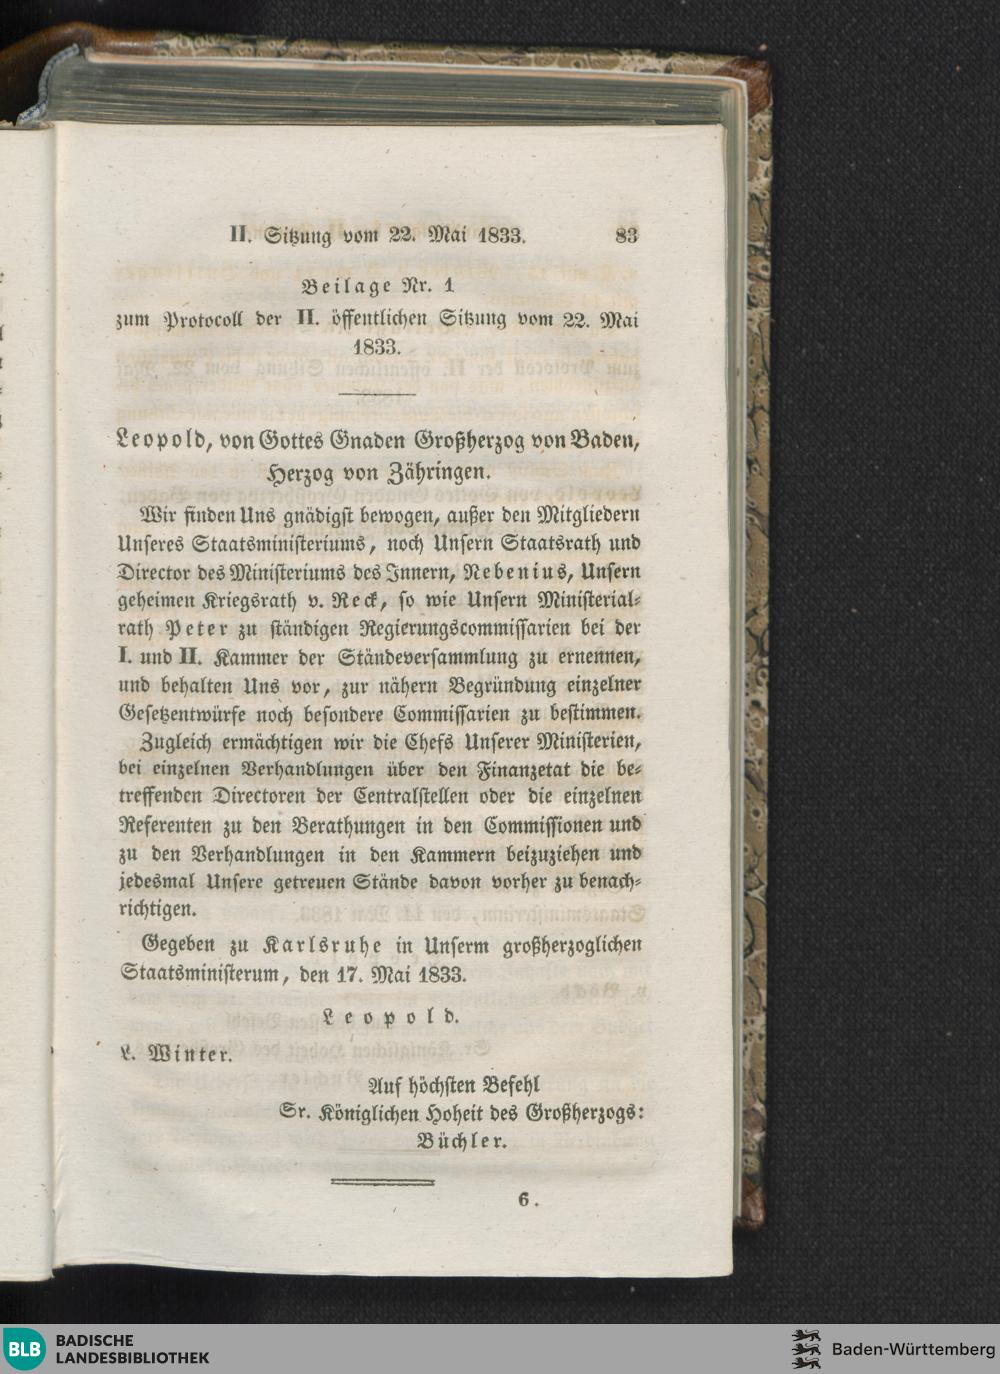 II. Sitzung vom 22. Mai 1833. 83
Beilage Nr. 1
zum Protocoll der II. öffentlichen Sitzung vom 22. Mai
1833.
Leopold, von Gottes Gnaden Großherzog von Baden,
Herzog von Zähringen.
Wir finden Uns gnädigst bewogen, außer den Mitgliedern
Unseres Staatsministeriums, noch Unsern Staatsrath und
Director des Ministeriums des Innern, Nebenius, Unsern
geheimen Kriegsrath v. Reck, so wie Unsern Ministerial-
rath Peter zu ständigen Regierungscommissarien bei der
I. und II. Kammer der Ständeversammlung zu ernennen,
und behalten Uns vor, zur nähern Begründung einzelner
Gesetzentwürfe noch besondere Commissarien zu bestimmen.
Zugleich ermächtigen wir die Chefs Unserer Ministerien,
bei einzelnen Verhandlungen über den Finanzetat die be-
treffenden Directoren der Centralstellen oder die einzelnen
Referenten zu den Berathungen in den Commissionen und
zu den Verhandlungen in den Kammern beizuziehen und
jedesmal Unsere getreuen Stände davon vorher zu benach-
richtigen.
Gegeben zu Karlsruhe in Unserm großherzoglichen
Staatsministerum, den 17. Mai 1833.
Leopold.
L. Winter.
Auf höchsten Befehl
Sr. Königlichen Hoheit des Großherzogs:
Büchler.
6.
BLB BADISCHE
LANDESBIBLIOTHEK
Baden-Württemberg